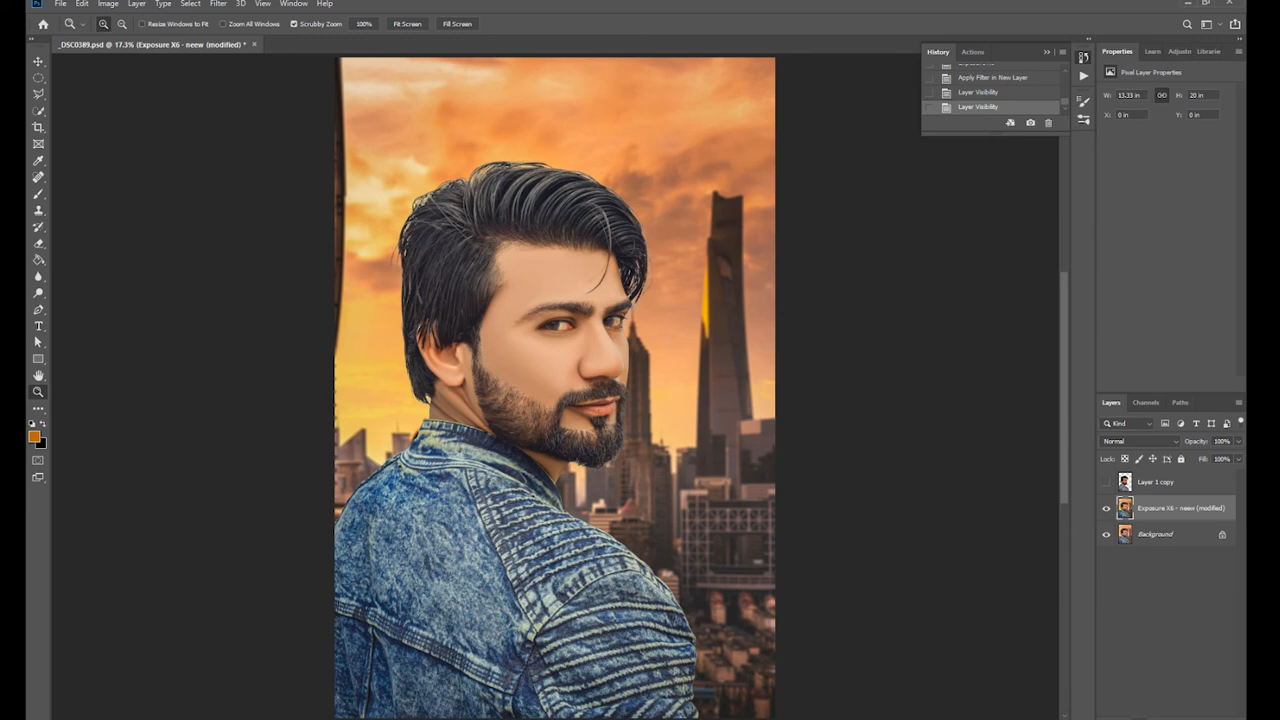 Ps File Edit Image Layer Type Select Filter 3D View Window Help
Resize Windows to Fit Zoom All Windows Scrubby Zoom 100% Fit Screen Fill Screen
_DSC0389.psd @ 17.3% (Exposure X6 - neew (modified) * ×
History Actions
Apply Filter in New Layer
Layer Visibility
Layer Visibility
Properties Learn Adjustm Librarie
Pixel Layer Properties
W: 13.33 in H: 20 in
X: 0 in Y: 0 in
Layers Channels Paths
Kind
Normal Opacity: 100%
Lock: Fill: 100%
Layer 1 copy
Exposure X6 - neew (modified)
Background